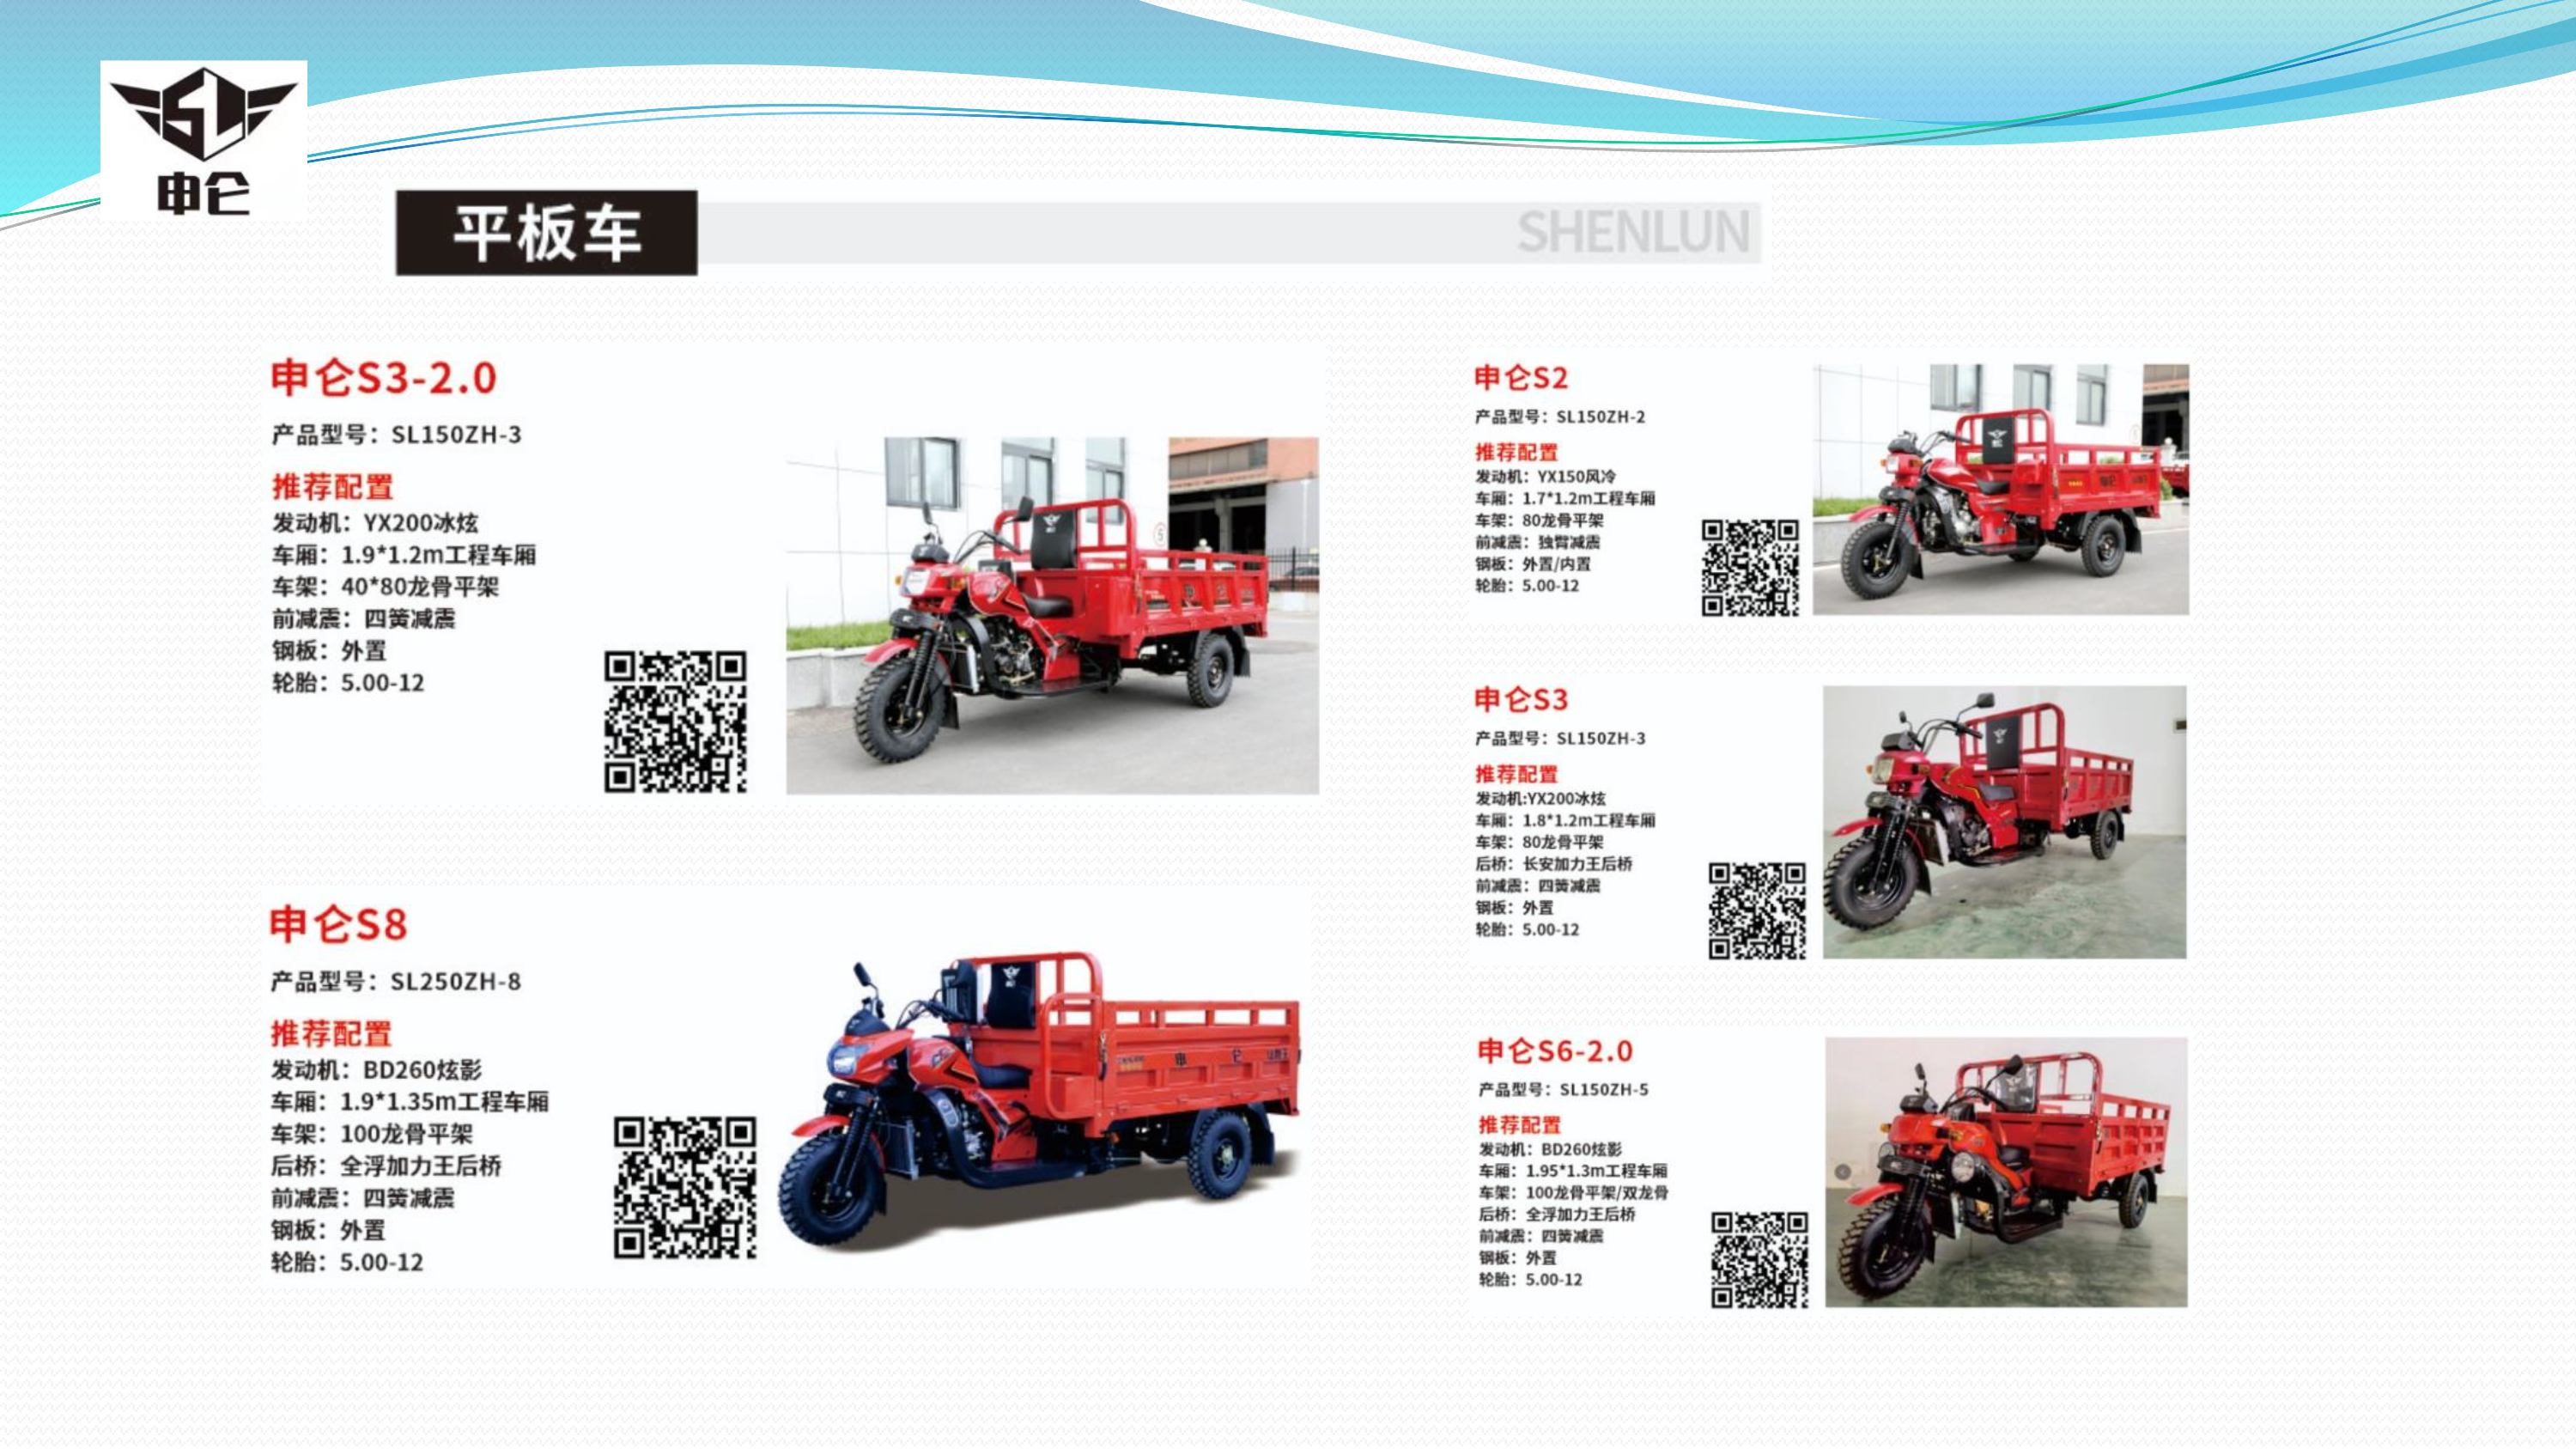 申仑
平板车
SHENLUN
申仑S3-2.0
产品型号：SL150ZH-3
推荐配置
发动机：YX200冰炫
车厢：1.9*1.2m工程车厢
车架：40*80龙骨平架
前减震：四簧减震
钢板：外置
轮胎：5.00-12
申仑S8
产品型号：SL250ZH-8
推荐配置
发动机：BD260炫影
车厢：1.9*1.35m工程车厢
车架：100龙骨平架
后桥：全浮加力王后桥
前减震：四簧减震
钢板：外置
轮胎：5.00-12
申仑
申仑S2
产品型号：SL150ZH-2
推荐配置
发动机：YX150风冷
车厢：1.7*1.2m工程车厢
车架：80龙骨平架
前减震：独臂减震
钢板：外置/内置
轮胎：5.00-12
申仑
申仑S3
产品型号：SL150ZH-3
推荐配置
发动机:YX200冰炫
车厢：1.8*1.2m工程车厢
车架：80龙骨平架
后桥：长安加力王后桥
前减震：四簧减震
钢板：外置
轮胎：5.00-12
申仑S6-2.0
产品型号：SL150ZH-5
推荐配置
发动机：BD260炫影
车厢：1.95*1.3m工程车厢
车架：100龙骨平架/双龙骨
后桥：全浮加力王后桥
前减震：四簧减震
钢板：外置
轮胎：5.00-12